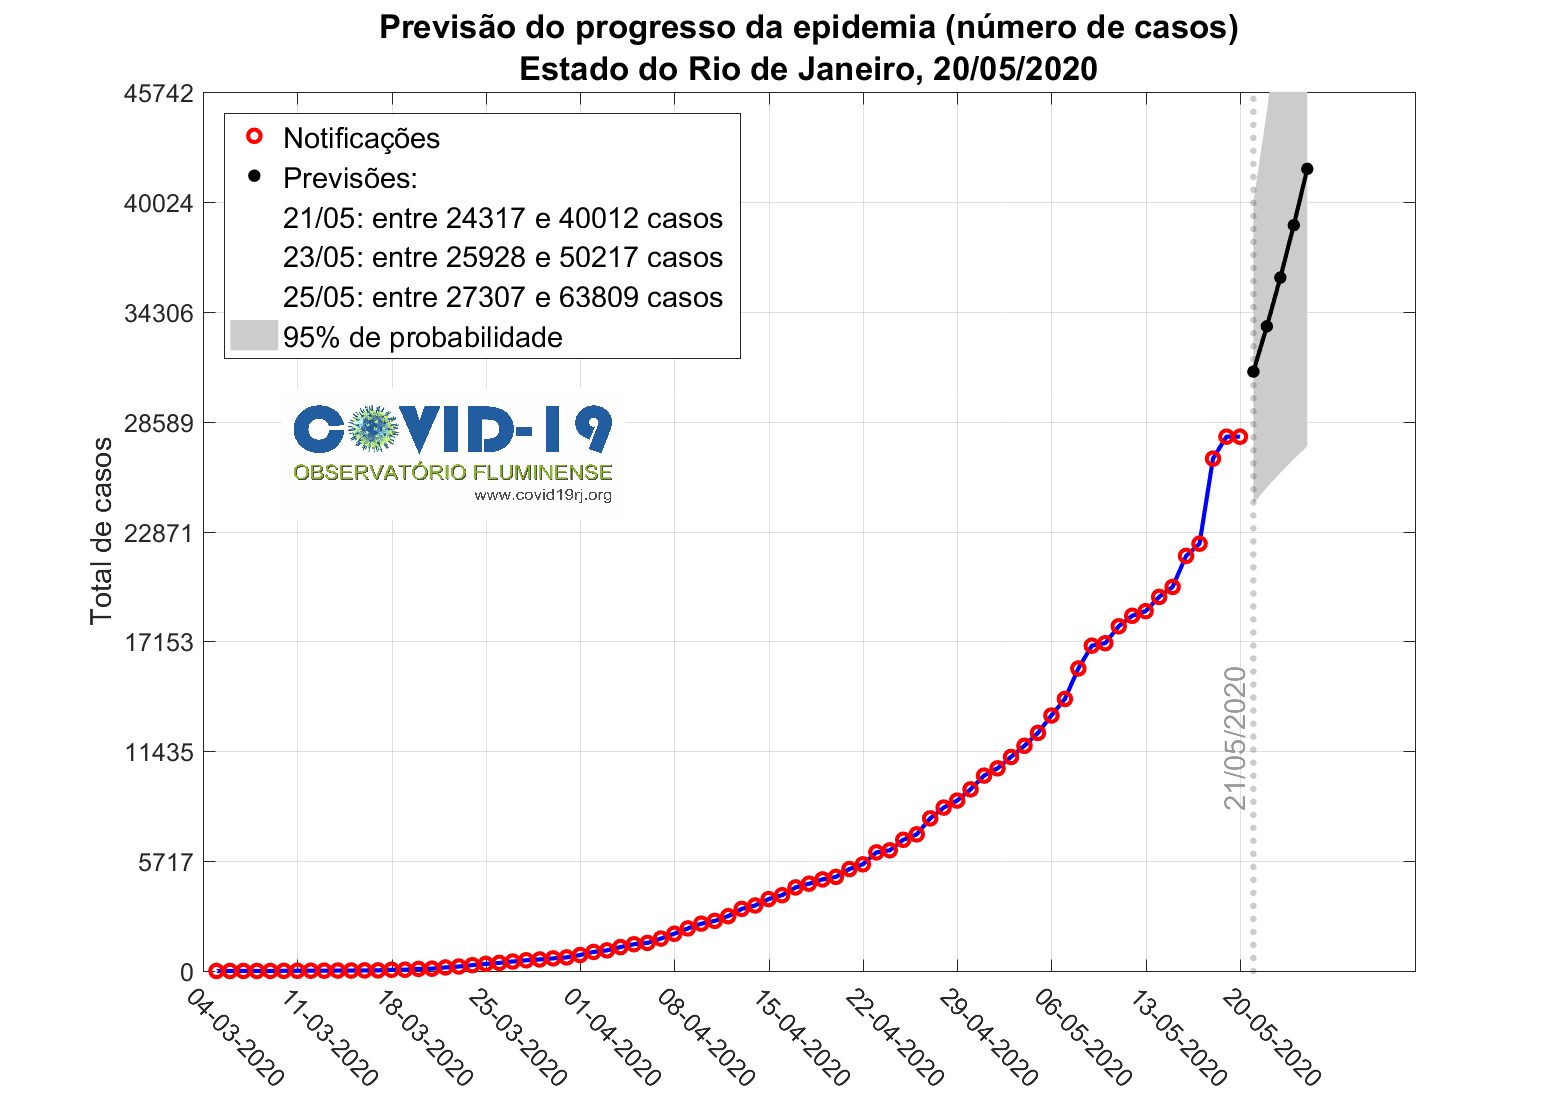 Previsão do progresso da epidemia (número de casos)
Estado do Rio de Janeiro, 20/05/2020
45742
40024
34306
28589
22871
17153
11435
5717
0
Total de casos
Notificações
Previsões:
21/05: entre 24317 e 40012 casos
23/05: entre 25928 e 50217 casos
25/05: entre 27307 e 63809 casos
95% de probabilidade
COVID-19
OBSERVATÓRIO FLUMINENSE
www.covid19rj.org
21/05/2020
04-03-2020
11-03-2020
18-03-2020
25-03-2020
01-04-2020
08-04-2020
15-04-2020
22-04-2020
29-04-2020
06-05-2020
13-05-2020
20-05-2020